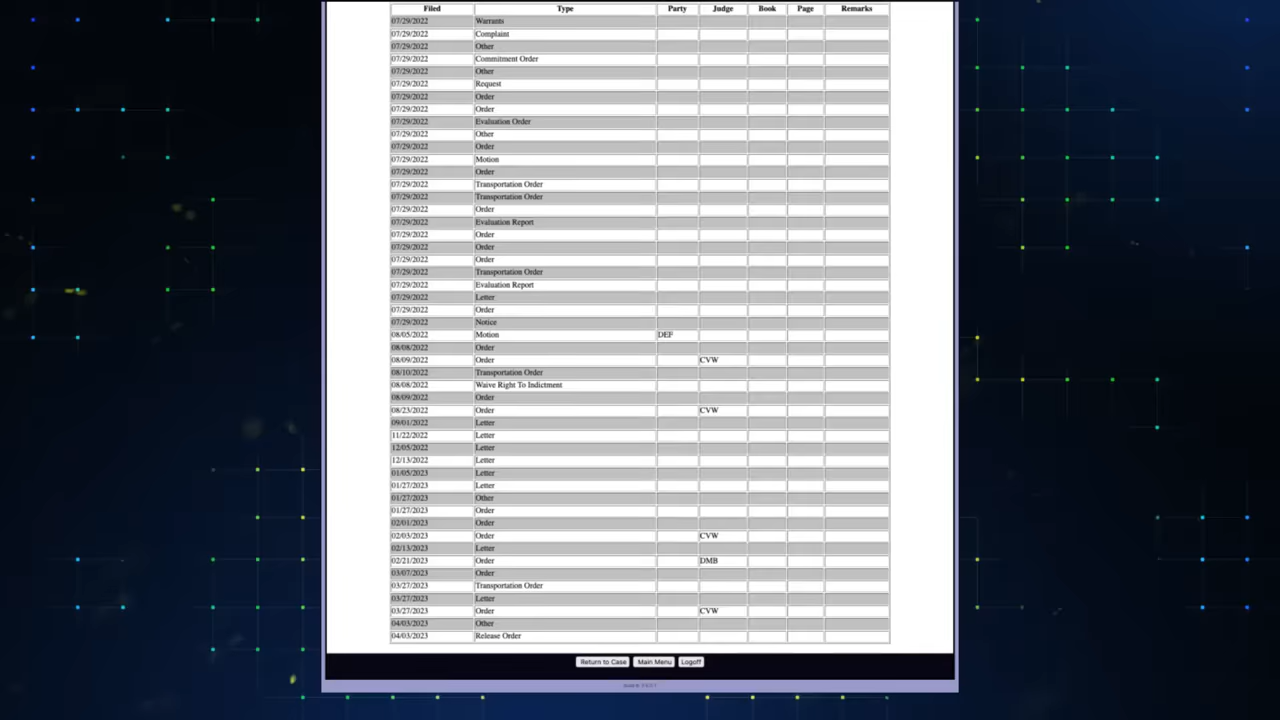 Filed Type Party Judge Book Page Remarks
07/29/2022 Warrants
07/29/2022 Complaint
07/29/2022 Other
07/29/2022 Commitment Order
07/29/2022 Other
07/29/2022 Request
07/29/2022 Order
07/29/2022 Order
07/29/2022 Evaluation Order
07/29/2022 Other
07/29/2022 Order
07/29/2022 Motion
07/29/2022 Order
07/29/2022 Transportation Order
07/29/2022 Transportation Order
07/29/2022 Order
07/29/2022 Evaluation Report
07/29/2022 Order
07/29/2022 Order
07/29/2022 Order
07/29/2022 Transportation Order
07/29/2022 Evaluation Report
07/29/2022 Letter
07/29/2022 Order
07/29/2022 Notice
08/05/2022 Motion DEF
08/08/2022 Order
08/09/2022 Order CVW
08/10/2022 Transportation Order
08/08/2022 Waive Right To Indictment
08/09/2022 Order
08/23/2022 Order CVW
09/01/2022 Letter
11/22/2022 Letter
12/05/2022 Letter
12/13/2022 Letter
01/05/2023 Letter
01/27/2023 Letter
01/27/2023 Other
01/27/2023 Order
02/01/2023 Order
02/03/2023 Order CVW
02/13/2023 Letter
02/21/2023 Order DMB
03/07/2023 Order
03/27/2023 Transportation Order
03/27/2023 Letter
03/27/2023 Order CVW
04/03/2023 Other
04/03/2023 Release Order
Return to Case Main Menu Logoff